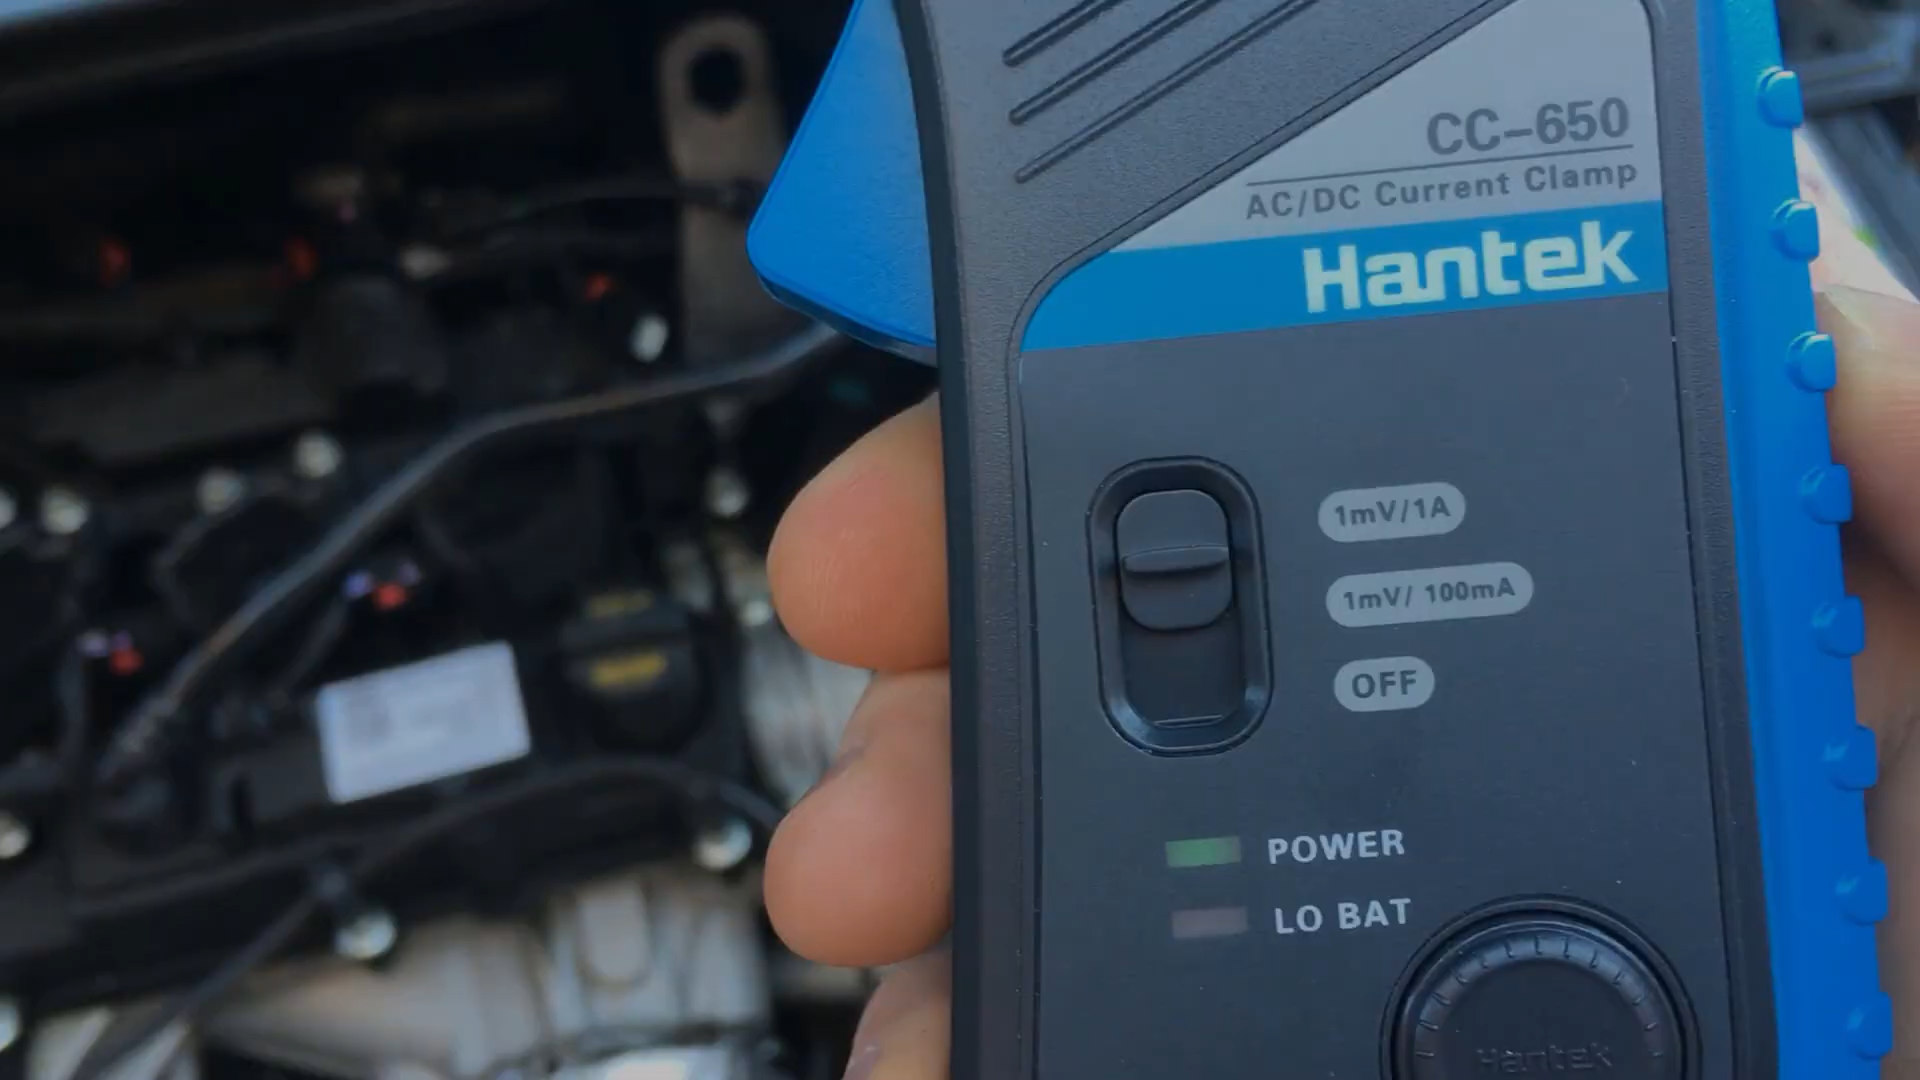 CC-650
AC/DC Current Clamp
Hantek
1mV/1A
1mV/ 100mA
OFF
POWER
LO BAT
Hantek